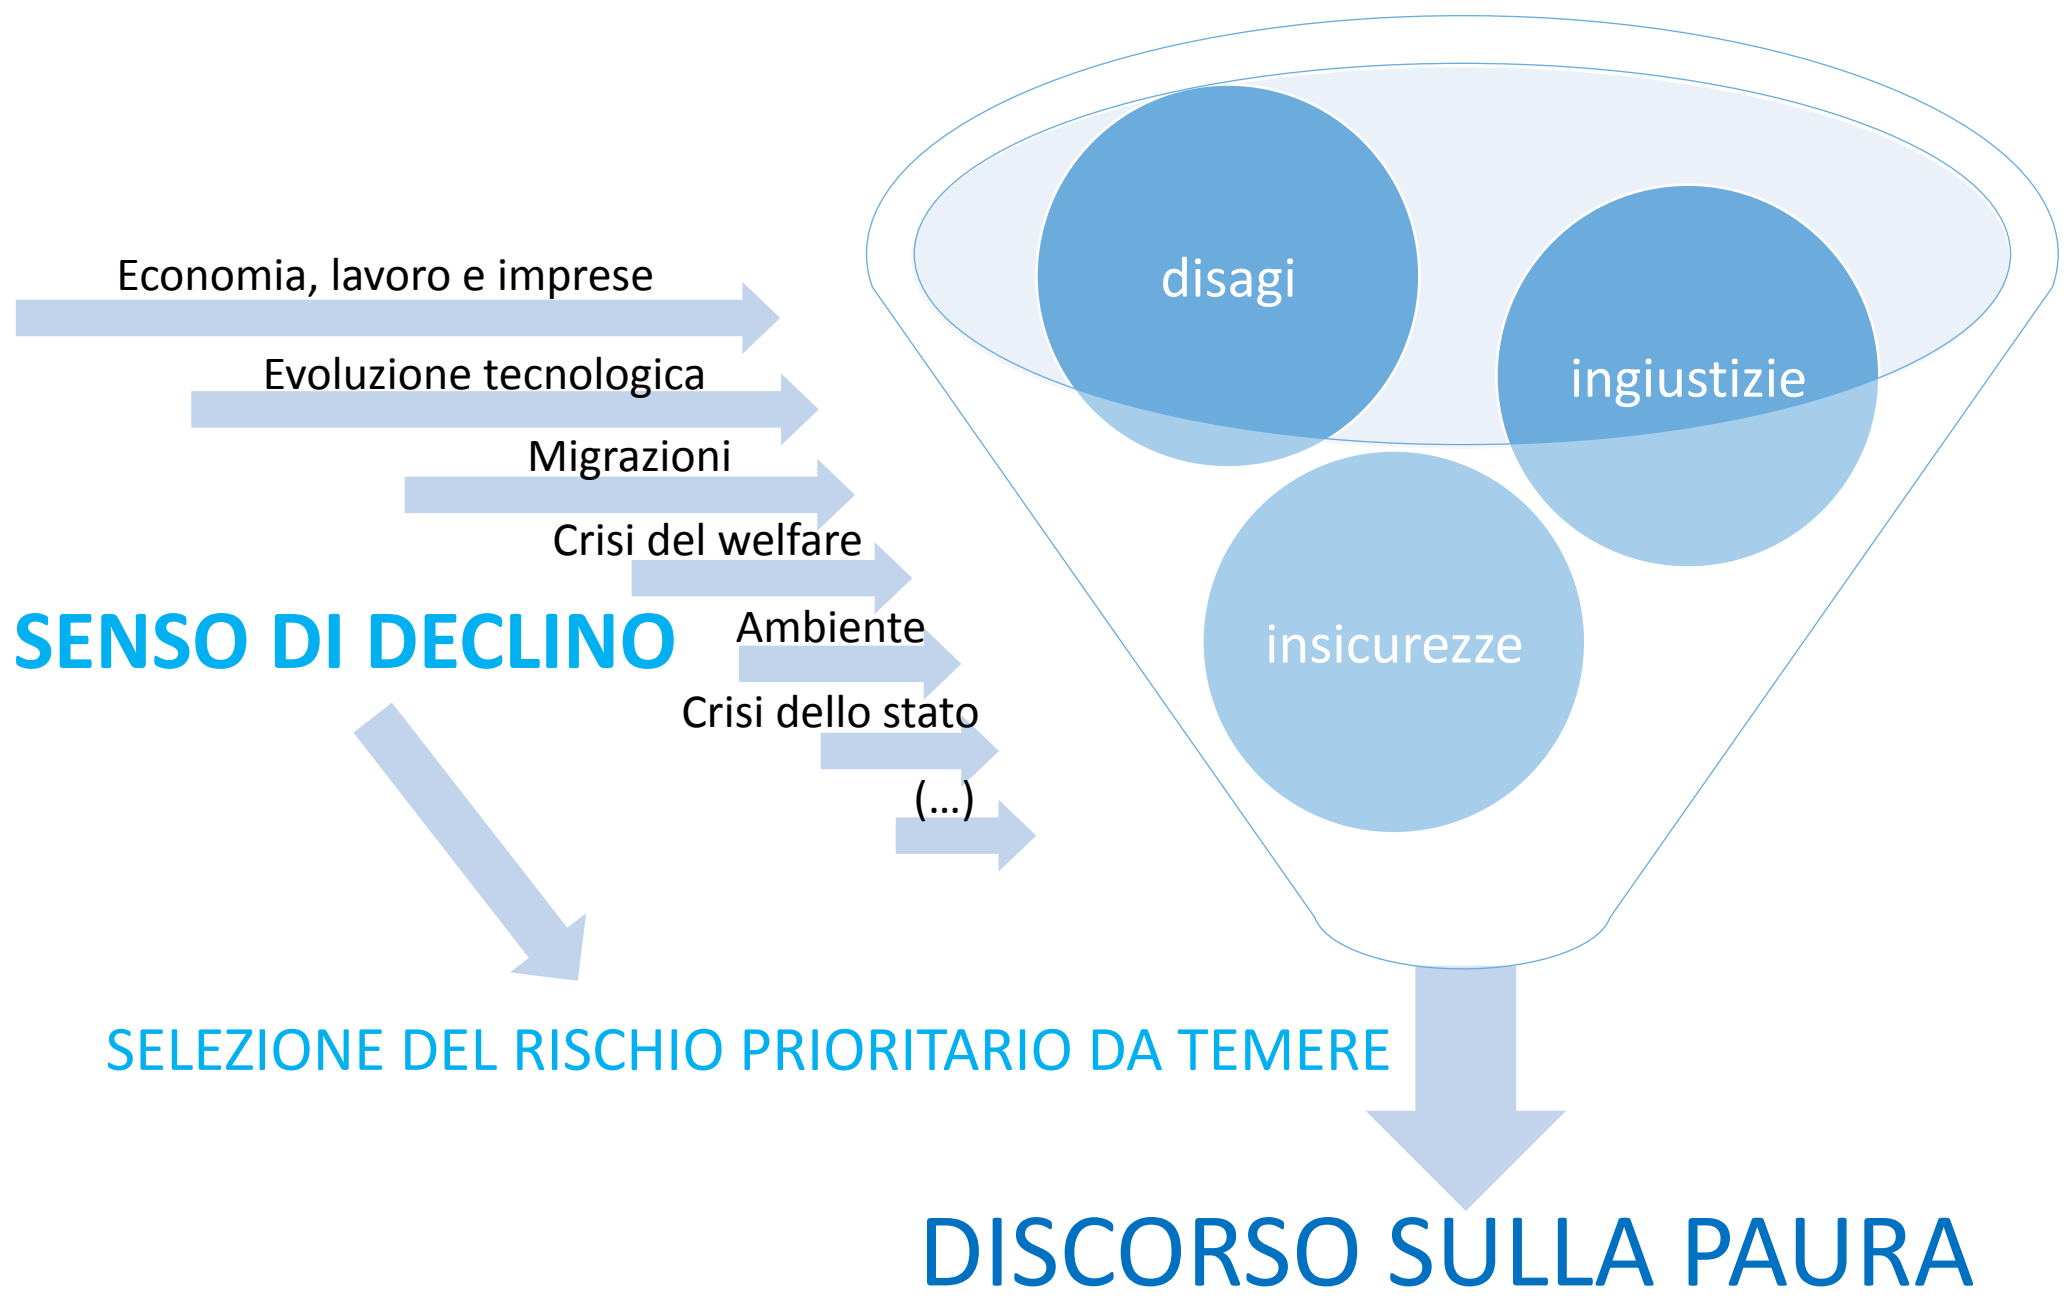 disagi
Economia, lavoro e imprese
ingiustizie
Evoluzione tecnologica
Migrazioni
Crisi del welfare
SENSO DI DECLINO
Ambiente
insicurezze
Crisi dello stato
(...)
SELEZIONE DEL RISCHIO PRIORITARIO DA TEMERE
DISCORSO SULLA PAURA